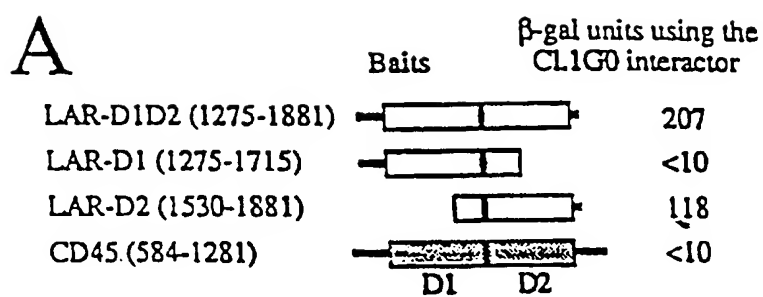 A
β-gal units using the
Baits CL1G0 interactor
LAR-D1D2 (1275-1881) 207
LAR-D1 (1275-1715) <10
LAR-D2 (1530-1881) 118
CD45 (584-1281) <10
D1 D2